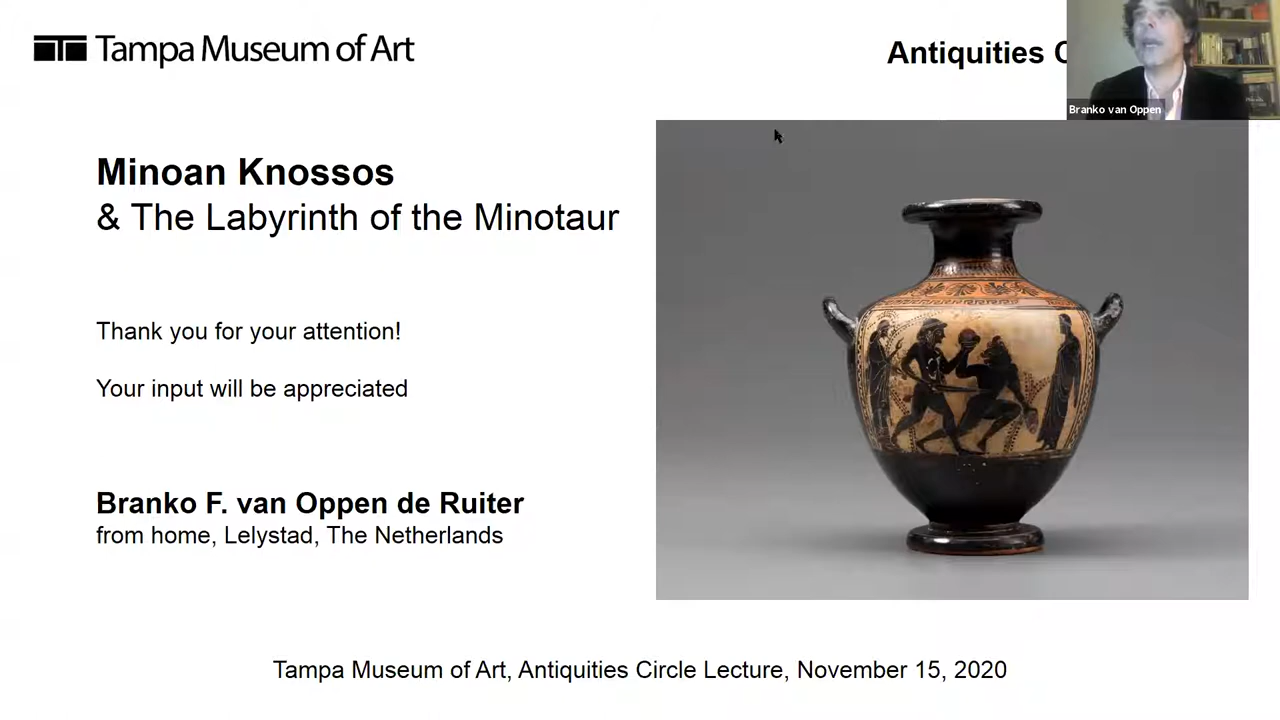 Tampa Museum of Art
Antiquities
Branko van Oppen
Minoan Knossos
& The Labyrinth of the Minotaur
Thank you for your attention!
Your input will be appreciated
Branko F. van Oppen de Ruiter
from home, Lelystad, The Netherlands
Tampa Museum of Art, Antiquities Circle Lecture, November 15, 2020